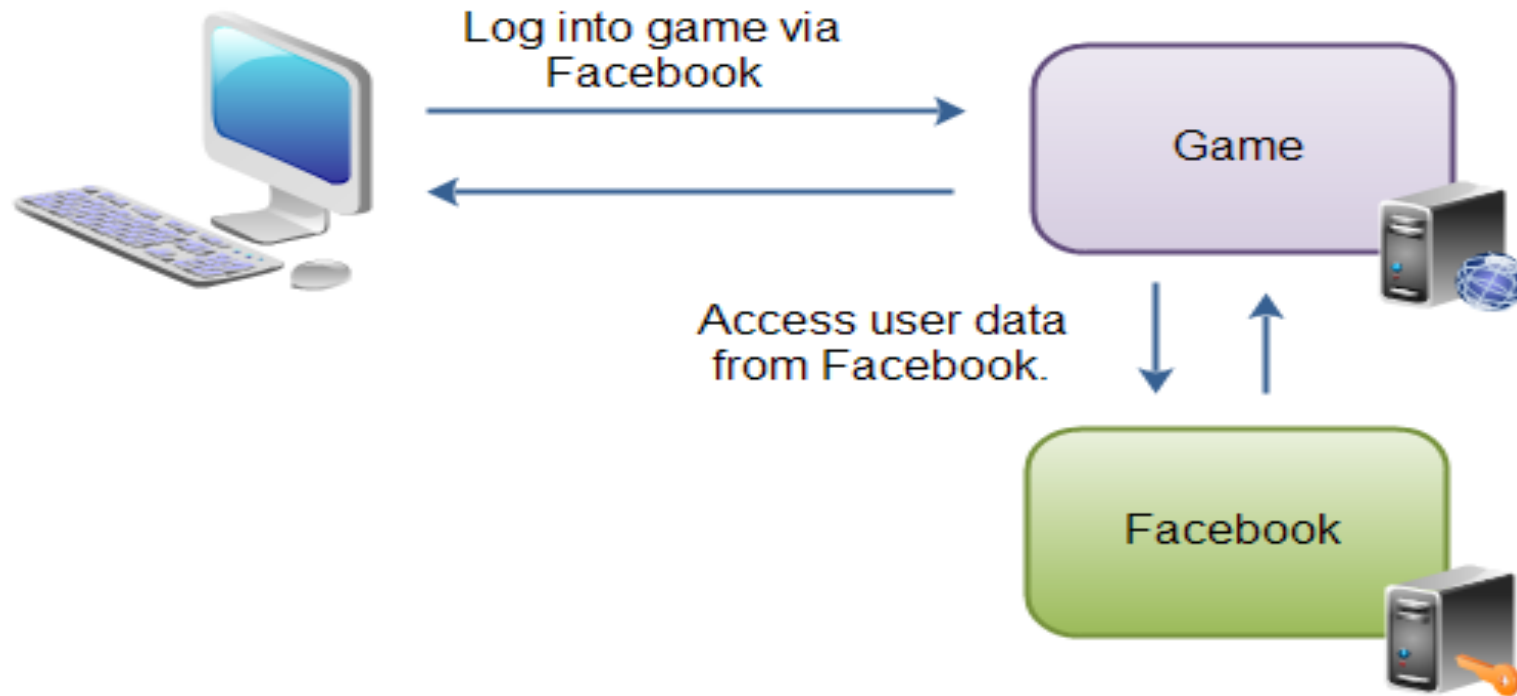 Log into game via
Facebook
Game
Access user data
from Facebook.
Facebook